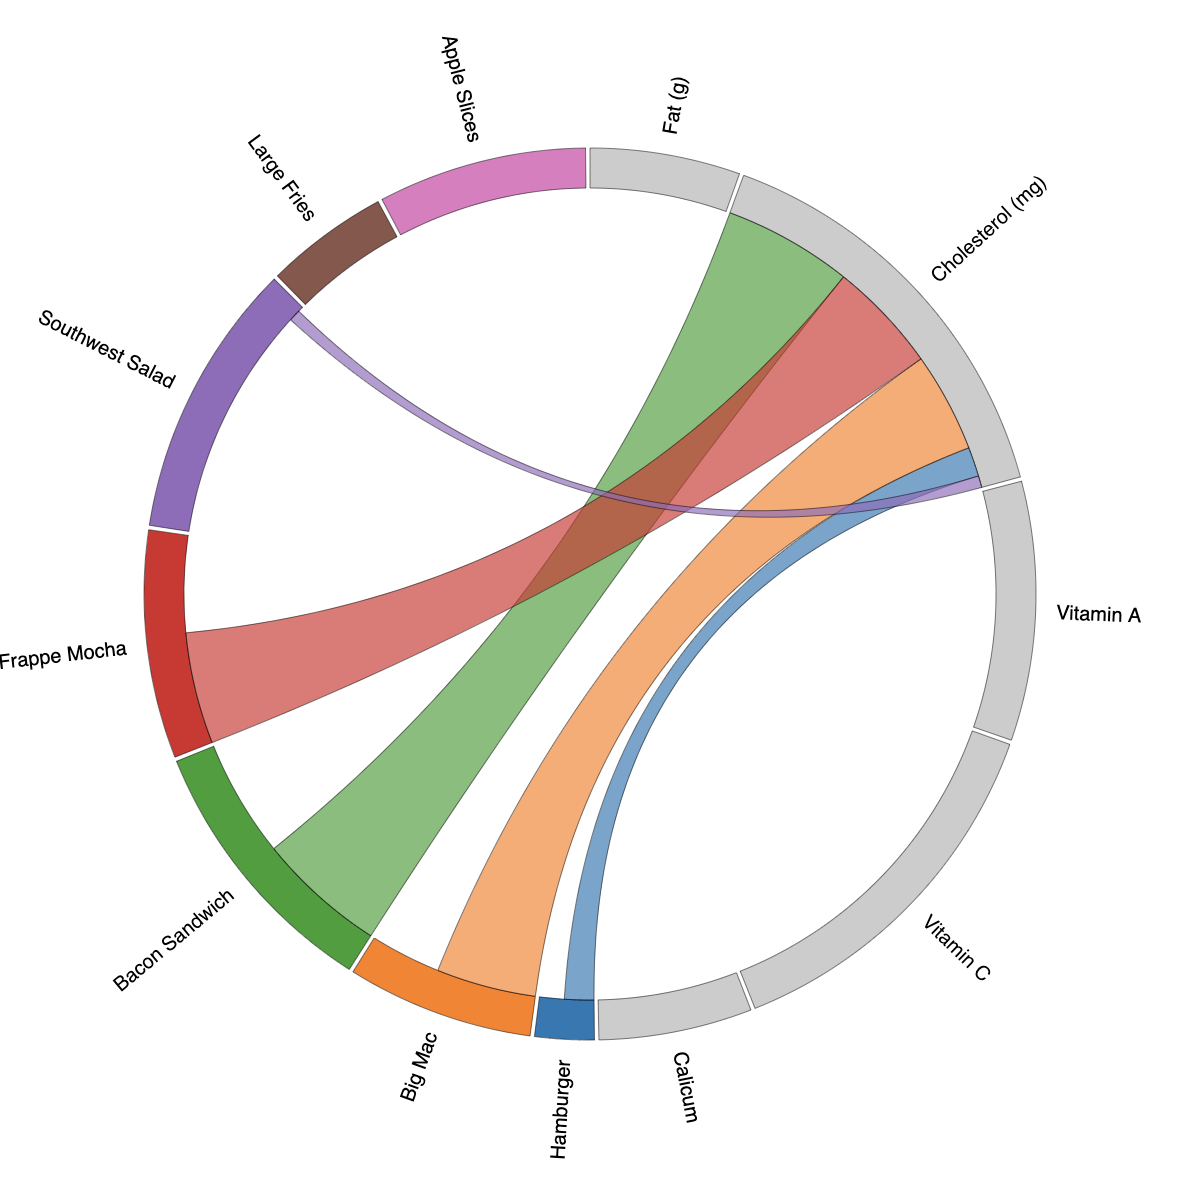 Apple Slices
Fat (g)
Large Fries
Cholesterol (mg)
Southwest Salad
Vitamin A
Frappe Mocha
Bacon Sandwich
Vitamin C
Big Mac
Hamburger
Calicum